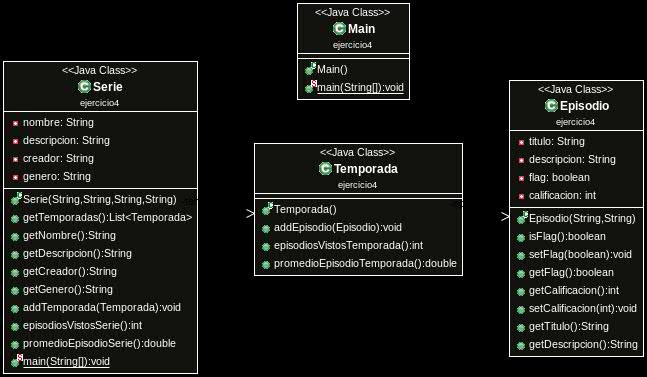 <<Java Class>>
Main
ejercicio4
Main()
main(String[]):void
<<Java Class>>
Serie
ejercicio4
nombre: String
descripcion: String
creador: String
genero: String
Serie(String,String,String,String)
getTemporadas():List<Temporada>
getNombre():String
getDescripcion():String
getCreador():String
getGenero():String
addTemporada(Temporada):void
episodiosVistosSerie():int
promedioEpisodioSerie():double
main(String[]):void
<<Java Class>>
Temporada
ejercicio4
Temporada()
addEpisodio(Episodio):void
episodiosVistosTemporada():int
promedioEpisodioTemporada():double
<<Java Class>>
Episodio
ejercicio4
titulo: String
descripcion: String
flag: boolean
calificacion: int
Episodio(String,String)
isFlag():boolean
setFlag(boolean):void
getFlag():boolean
getCalificacion():int
setCalificacion(int):void
getTitulo():String
getDescripcion():String